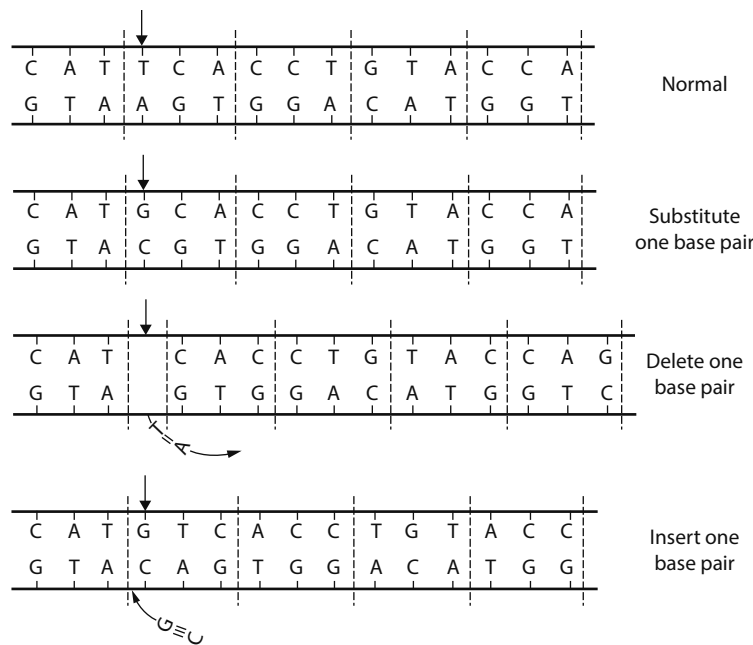 C A T T C A C C T G T A C C A
G T A A G T G G A C A T G G T
Normal
C A T G C A C C T G T A C C A
G T A C G T G G A C A T G G T
Substitute
one base pair
C A T C A C C T G T A C C A G
G T A G T G G A C A T G G T C
Delete one
base pair
T=A
C A T G T C A C C T G T A C C
G T A C A G T G G A C A T G G
Insert one
base pair
G≡C